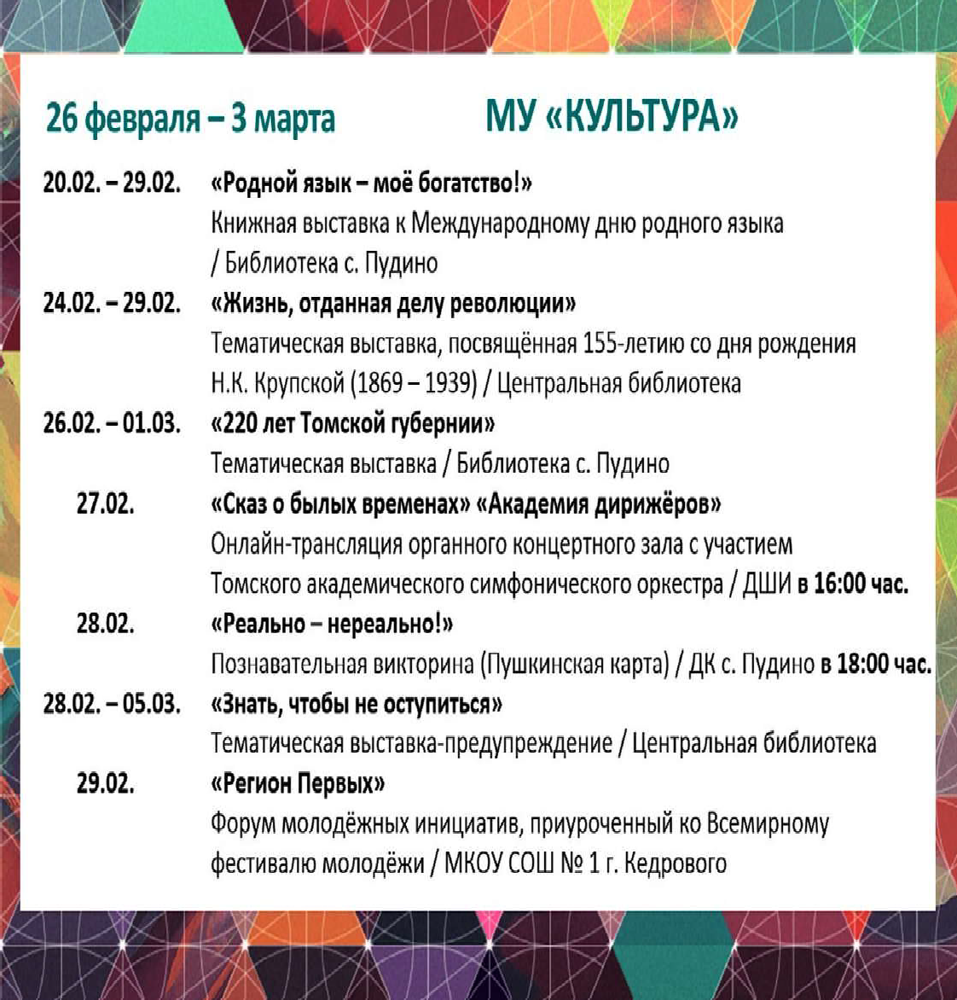 26 февраля – 3 марта МУ «КУЛЬТУРА»
20.02. – 29.02. «Родной язык – моё богатство!»
Книжная выставка к Международному дню родного языка
/ Библиотека с. Пудино
24.02. – 29.02. «Жизнь, отданная делу революции»
Тематическая выставка, посвящённая 155-летию со дня рождения
Н.К. Крупской (1869 – 1939) / Центральная библиотека
26.02. – 01.03. «220 лет Томской губернии»
Тематическая выставка / Библиотека с. Пудино
27.02. «Сказ о былых временах» «Академия дирижёров»
Онлайн-трансляция органного концертного зала с участием
Томского академического симфонического оркестра / ДШИ в 16:00 час.
28.02. «Реально – нереально!»
Познавательная викторина (Пушкинская карта) / ДК с. Пудино в 18:00 час.
28.02. – 05.03. «Знать, чтобы не оступиться»
Тематическая выставка-предупреждение / Центральная библиотека
29.02. «Регион Первых»
Форум молодёжных инициатив, приуроченный ко Всемирному
фестивалю молодёжи / МКОУ СОШ № 1 г. Кедрового